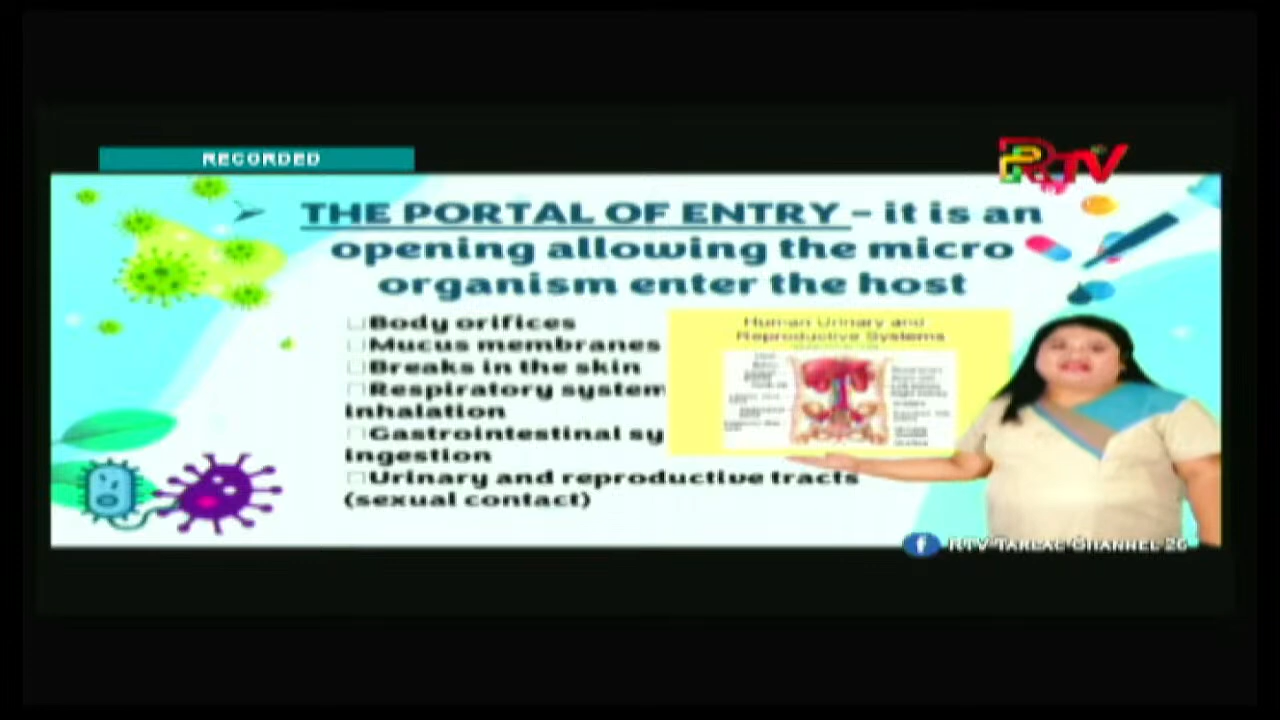 RECORDED
RTV
THE PORTAL OF ENTRY - it is an
opening allowing the micro
organism enter the host
Body orifices
Mucus membranes
Breaks in the skin
Respiratory system
inhalation
Gastrointestinal sy
ingestion
Urinary and reproductive tracts
(sexual contact)
Human Urinary and
Reproductive Systems
RTV TARLAC CHANNEL 26